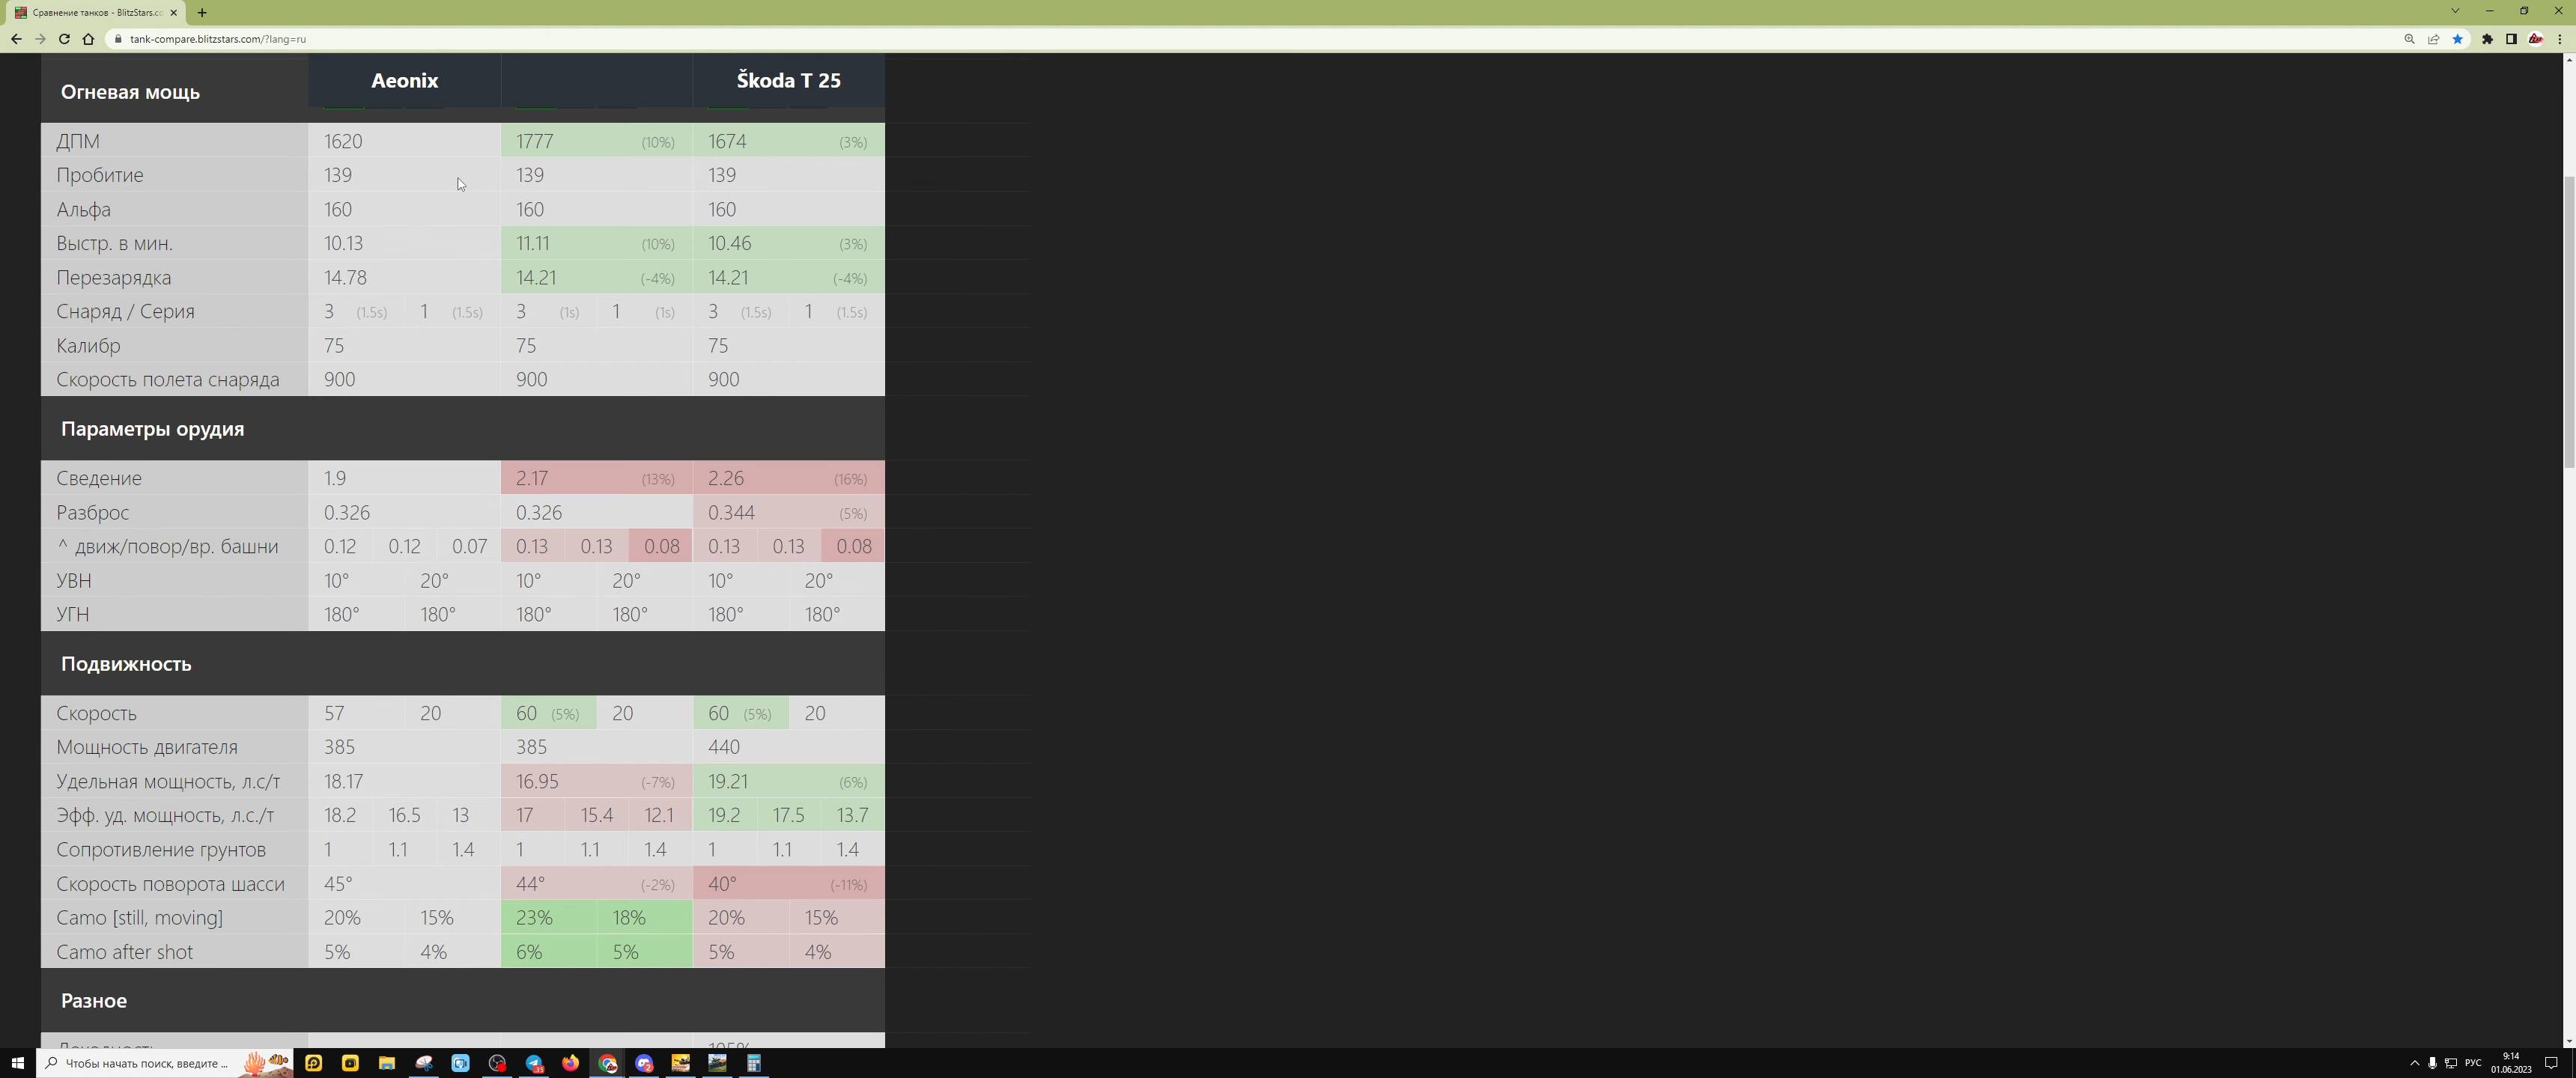 Сравнение танков - BlitzStars.co
tank-compare.blitzstars.com/?lang=ru
Огневая мощь Aeonix Škoda T 25
ДПМ 1620 1777 (10%) 1674 (3%)
Пробитие 139 139 139
Альфа 160 160 160
Выстр. в мин. 10.13 11.11 (10%) 10.46 (3%)
Перезарядка 14.78 14.21 (-4%) 14.21 (-4%)
Снаряд / Серия 3 (1.5s) 1 (1.5s) 3 (1s) 1 (1s) 3 (1.5s) 1 (1.5s)
Калибр 75 75 75
Скорость полета снаряда 900 900 900
Параметры орудия
Сведение 1.9 2.17 (13%) 2.26 (16%)
Разброс 0.326 0.326 0.344 (5%)
^ движ/повор/вр. башни 0.12 0.12 0.07 0.13 0.13 0.08 0.13 0.13 0.08
УВН 10° 20° 10° 20° 10° 20°
УГН 180° 180° 180° 180° 180° 180°
Подвижность
Скорость 57 20 60 (5%) 20 60 (5%) 20
Мощность двигателя 385 385 440
Удельная мощность, л.с/т 18.17 16.95 (-7%) 19.21 (6%)
Эфф. уд. мощность, л.с./т 18.2 16.5 13 17 15.4 12.1 19.2 17.5 13.7
Сопротивление грунтов 1 1.1 1.4 1 1.1 1.4 1 1.1 1.4
Скорость поворота шасси 45° 44° (-2%) 40° (-11%)
Camo [still, moving] 20% 15% 23% 18% 20% 15%
Camo after shot 5% 4% 6% 5% 5% 4%
Разное
Чтобы начать поиск, введите ...
РУС
9:14
01.06.2023